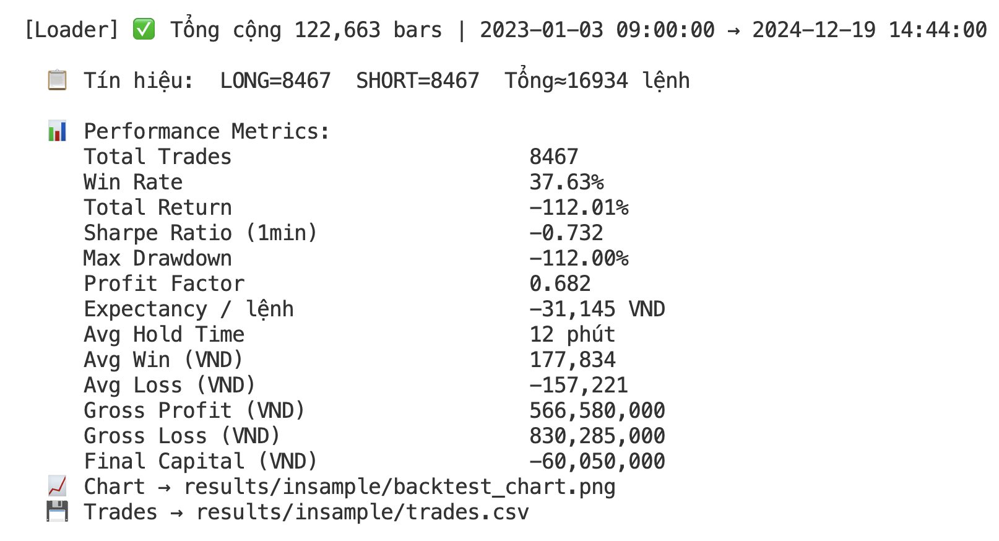 [Loader] ✅ Tổng cộng 122,663 bars | 2023-01-03 09:00:00 → 2024-12-19 14:44:00
📋 Tín hiệu: LONG=8467 SHORT=8467 Tổng≈16934 lệnh
📊 Performance Metrics:
Total Trades 8467
Win Rate 37.63%
Total Return -112.01%
Sharpe Ratio (1min) -0.732
Max Drawdown -112.00%
Profit Factor 0.682
Expectancy / lệnh -31,145 VND
Avg Hold Time 12 phút
Avg Win (VND) 177,834
Avg Loss (VND) -157,221
Gross Profit (VND) 566,580,000
Gross Loss (VND) 830,285,000
Final Capital (VND) -60,050,000
📈 Chart → results/insample/backtest_chart.png
💾 Trades → results/insample/trades.csv